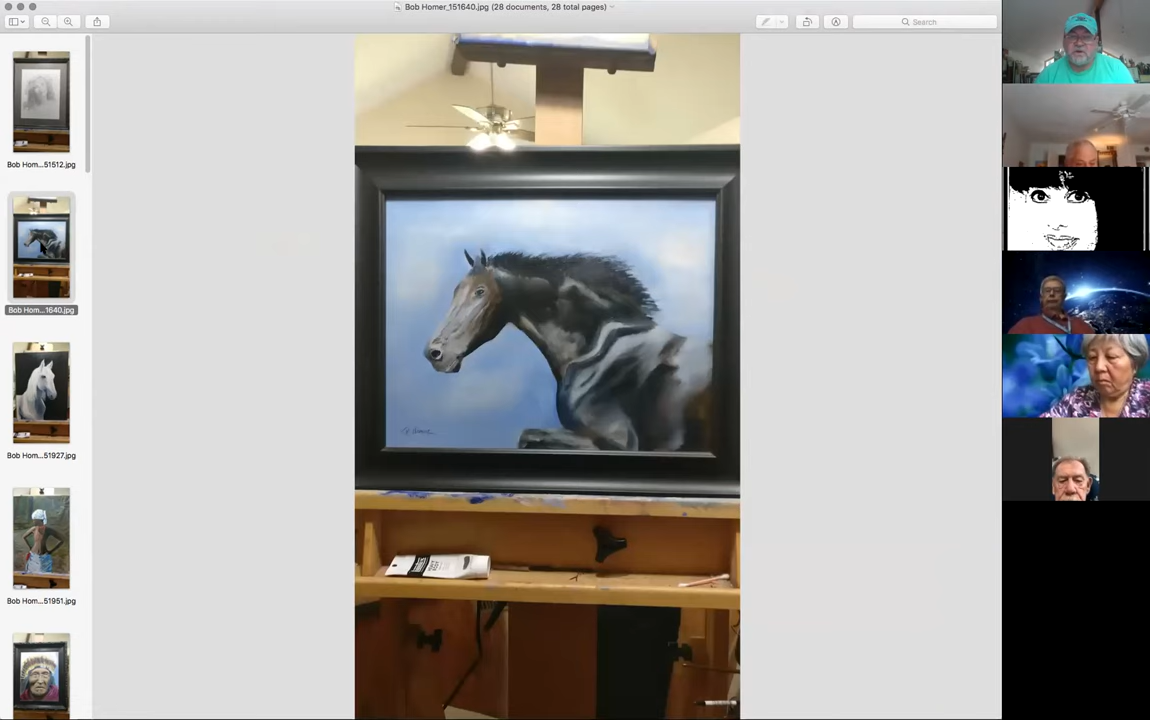 Bob Homer_151640.jpg (28 documents, 28 total pages)
Search
Bob Hom...51512.jpg
Bob Hom...1640.jpg
Bob Hom...51927.jpg
Bob Hom...51951.jpg